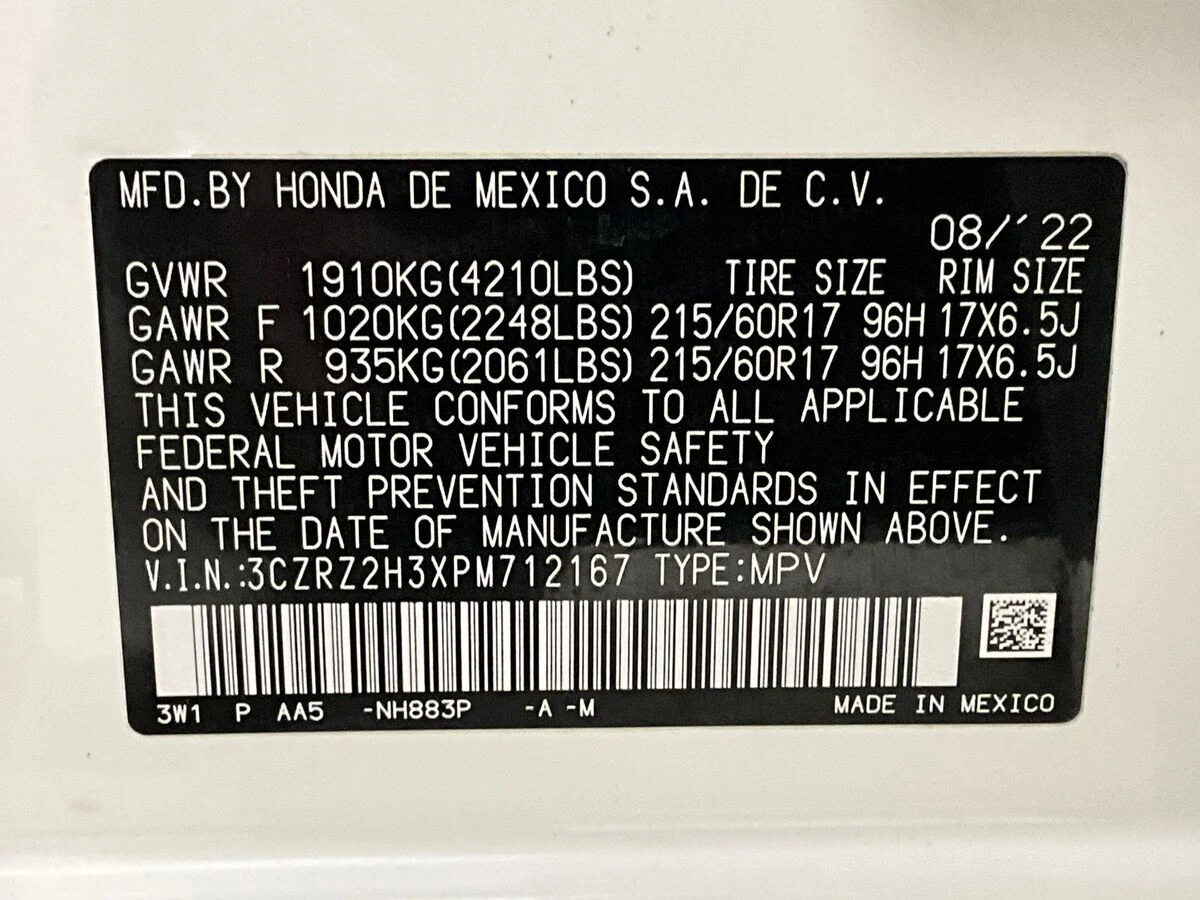 MFD.BY HONDA DE MEXICO S.A. DE C.V.
08/´22
GVWR 1910KG(4210LBS) TIRE SIZE RIM SIZE
GAWR F 1020KG(2248LBS) 215/60R17 96H 17X6.5J
GAWR R 935KG(2061LBS) 215/60R17 96H 17X6.5J
THIS VEHICLE CONFORMS TO ALL APPLICABLE
FEDERAL MOTOR VEHICLE SAFETY
AND THEFT PREVENTION STANDARDS IN EFFECT
ON THE DATE OF MANUFACTURE SHOWN ABOVE.
V.I.N.:3CZRZ2H3XPM712167 TYPE:MPV
3W1 P AA5 -NH883P -A -M MADE IN MEXICO